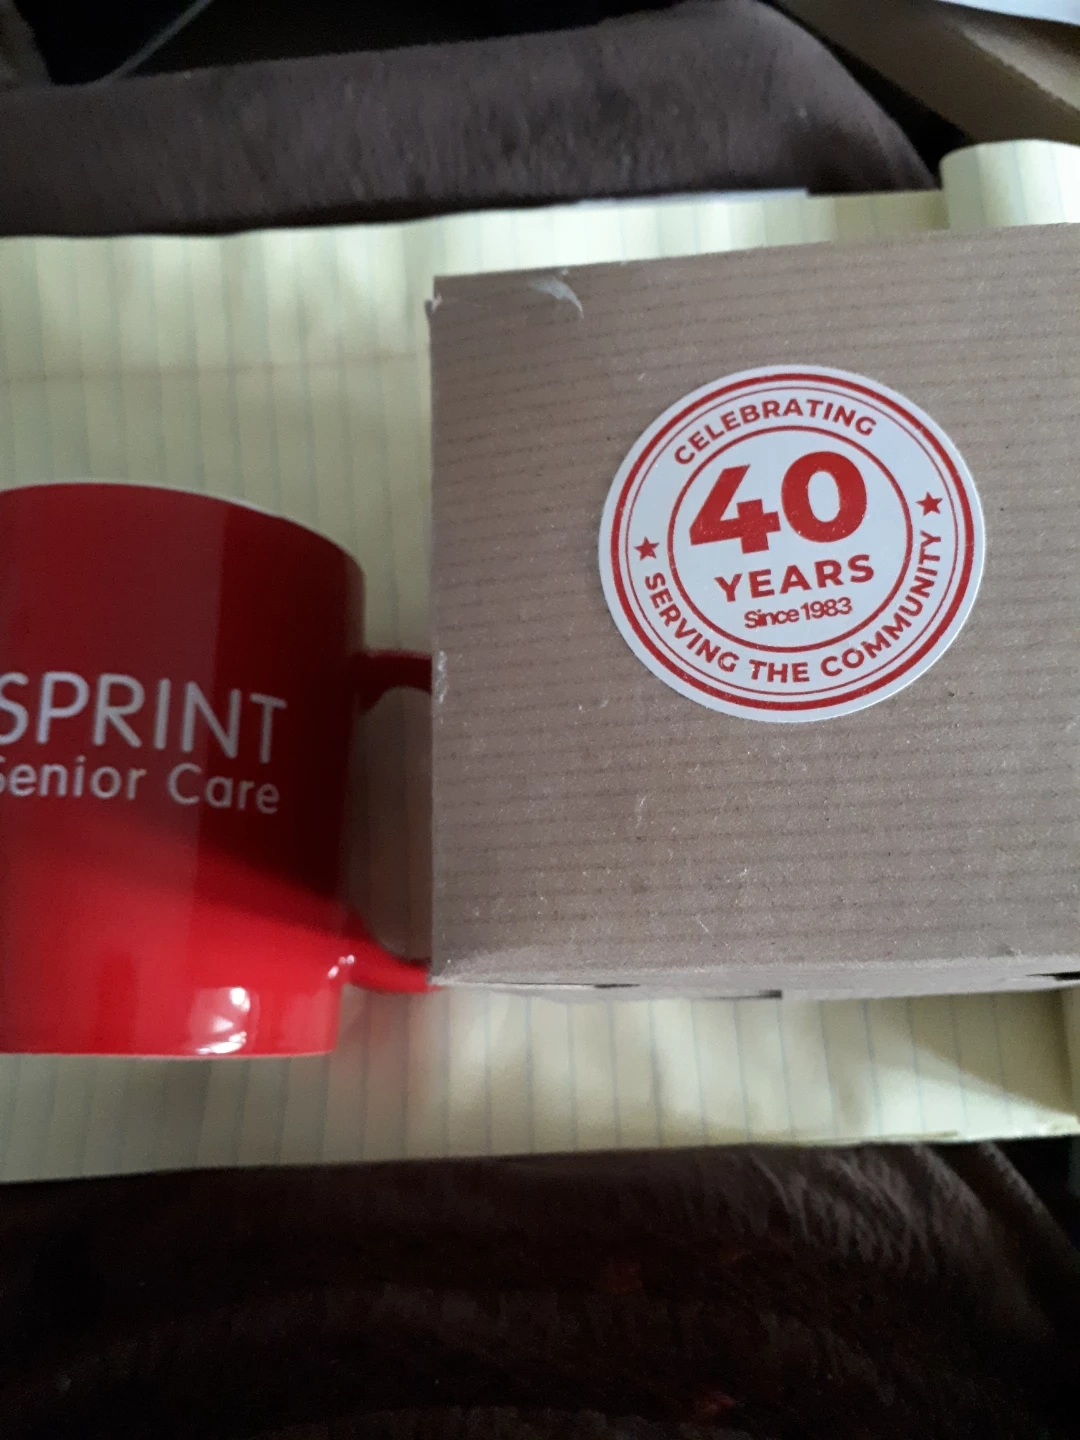 SPRINT
Senior Care
CELEBRATING
40
YEARS
Since 1983
SERVING THE COMMUNITY